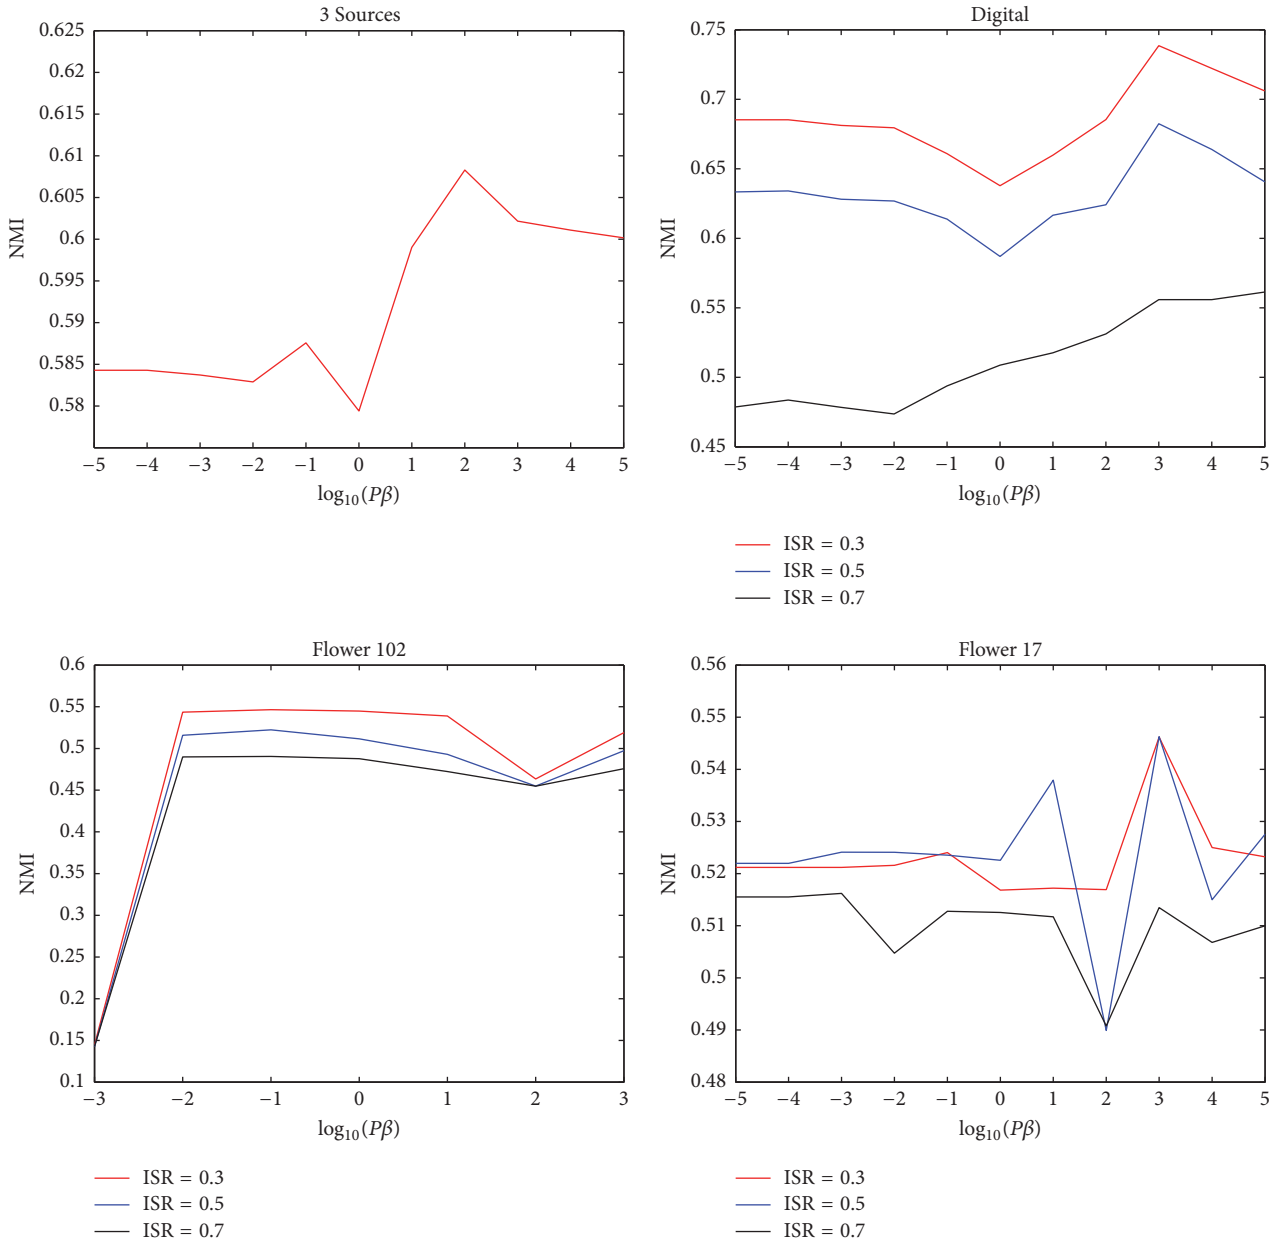 3 Sources
0.625
0.62
0.615
0.61
0.605
0.6
0.595
0.59
0.585
0.58
NMI
−5 −4 −3 −2 −1 0 1 2 3 4 5
log₁₀(Pβ)
Digital
0.75
0.7
0.65
0.6
0.55
0.5
0.45
NMI
−5 −4 −3 −2 −1 0 1 2 3 4 5
log₁₀(Pβ)
ISR = 0.3
ISR = 0.5
ISR = 0.7
Flower 102
0.6
0.55
0.5
0.45
0.4
0.35
0.3
0.25
0.2
0.15
0.1
NMI
−3 −2 −1 0 1 2 3
log₁₀(Pβ)
ISR = 0.3
ISR = 0.5
ISR = 0.7
Flower 17
0.56
0.55
0.54
0.53
0.52
0.51
0.5
0.49
0.48
NMI
−5 −4 −3 −2 −1 0 1 2 3 4 5
log₁₀(Pβ)
ISR = 0.3
ISR = 0.5
ISR = 0.7